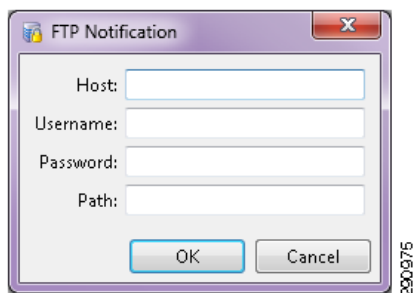 FTP Notification
Host:
Username:
Password:
Path:
OK
Cancel
290975